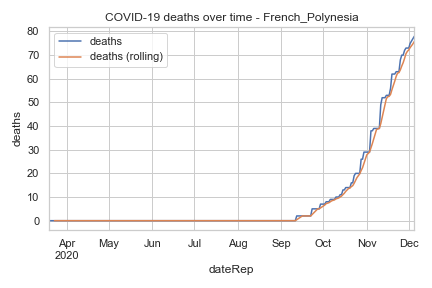 COVID-19 deaths over time - French_Polynesia
deaths
deaths (rolling)
deaths
80
70
60
50
40
30
20
10
0
Apr May Jun Jul Aug Sep Oct Nov Dec
2020
dateRep